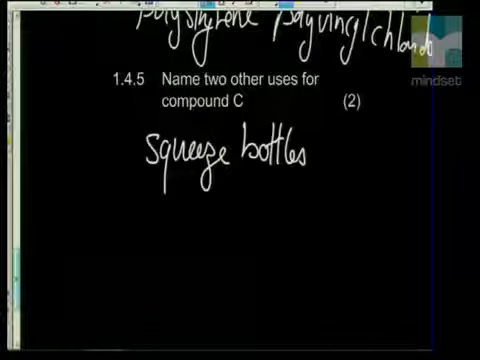 polystyrene polyvinylchloride
mindset
1.4.5 Name two other uses for
compound C (2)
squeeze bottles